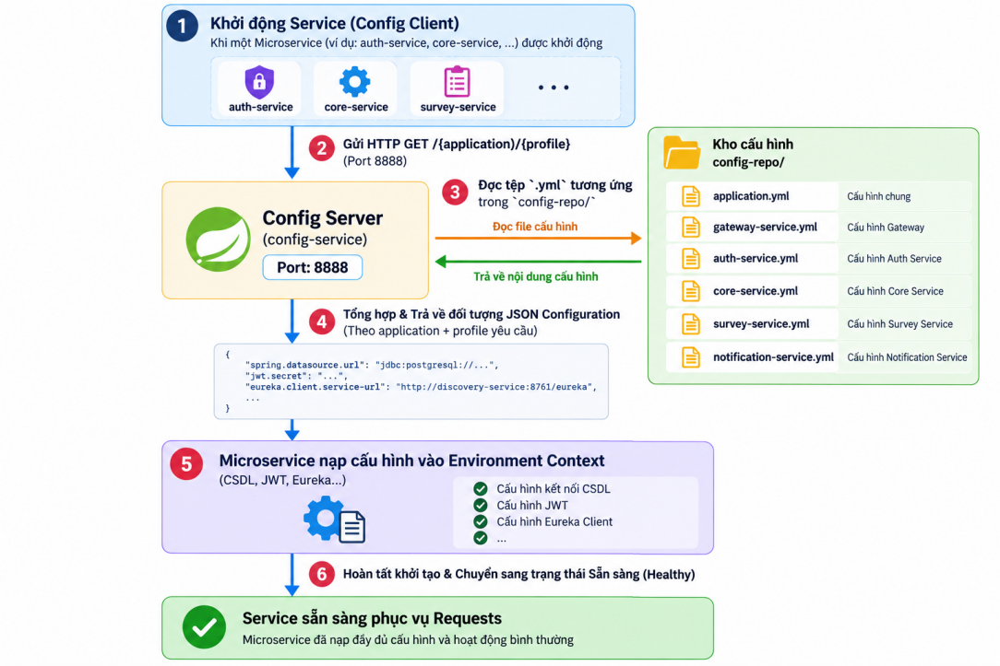 1
Khởi động Service (Config Client)
Khi một Microservice (ví dụ: auth-service, core-service, ...) được khởi động
auth-service
core-service
survey-service
...
2
Gửi HTTP GET /{application}/{profile}
(Port 8888)
Config Server
(config-service)
Port: 8888
3
Đọc tệp `.yml` tương ứng
trong `config-repo/`
Đọc file cấu hình
Trả về nội dung cấu hình
Kho cấu hình
config-repo/
application.yml Cấu hình chung
gateway-service.yml Cấu hình Gateway
auth-service.yml Cấu hình Auth Service
core-service.yml Cấu hình Core Service
survey-service.yml Cấu hình Survey Service
notification-service.yml Cấu hình Notification Service
4
Tổng hợp & Trả về đối tượng JSON Configuration
(Theo application + profile yêu cầu)
{
"spring.datasource.url": "jdbc:postgresql://...",
"jwt.secret": "...",
"eureka.client.service-url": "http://discovery-service:8761/eureka",
...
}
5
Microservice nạp cấu hình vào Environment Context
(CSDL, JWT, Eureka...)
Cấu hình kết nối CSDL
Cấu hình JWT
Cấu hình Eureka Client
...
6
Hoàn tất khởi tạo & Chuyển sang trạng thái Sẵn sàng (Healthy)
Service sẵn sàng phục vụ Requests
Microservice đã nạp đầy đủ cấu hình và hoạt động bình thường